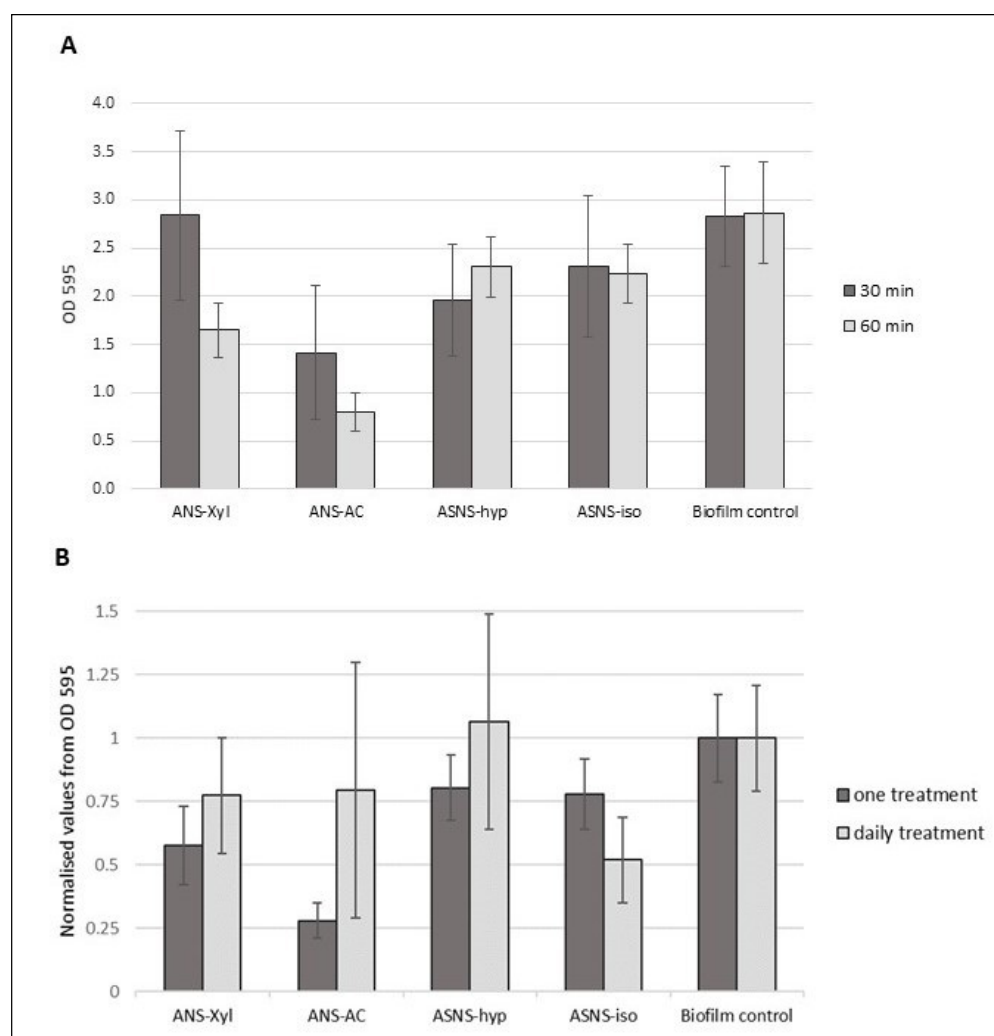 A
4.0
3.5
3.0
2.5
2.0
1.5
1.0
0.5
0.0
OD 595
ANS-Xyl ANS-AC ASNS-hyp ASNS-iso Biofilm control
30 min
60 min
B
1.5
1.25
1
0.75
0.5
0.25
0
Normalised values from OD 595
ANS-Xyl ANS-AC ASNS-hyp ASNS-iso Biofilm control
one treatment
daily treatment